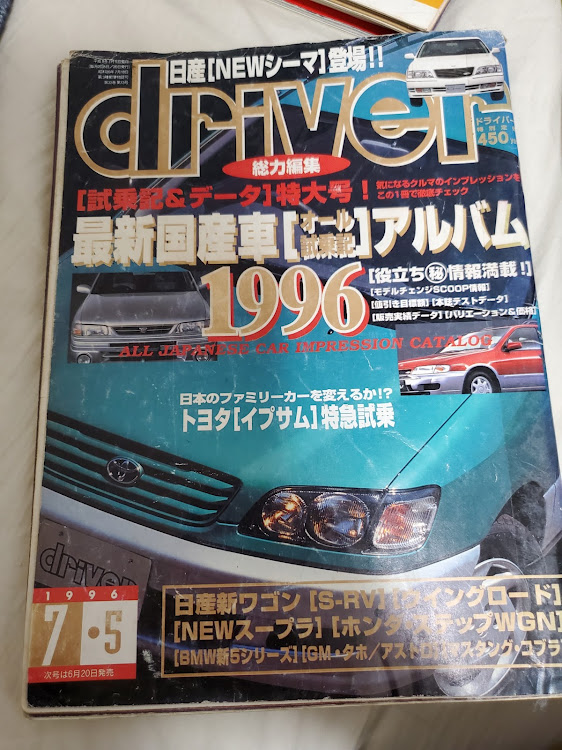 日産[NEWシーマ]登場!!
driver
ドライバー
450円
総力編集
[試乗記&データ]特大号!
気になるクルマのインプレッションを
この1冊で徹底チェック
最新国産車[オール試乗記]アルバム
1996
[役立ち㊙情報満載!]
[モデルチェンジSCOOP情報]
[値引き目標額][本誌テストデータ]
[販売実績データ][バリエーション&価格]
ALL JAPANESE CAR IMPRESSION CATALOG
日本のファミリーカーを変えるか!?
トヨタ[イプサム]特急試乗
driver
1996
7・5
次号は6月20日発売
日産新ワゴン[S-RV][ウイングロード]
[NEWスープラ][ホンダ・ステップWGN]
[BMW新5シリーズ][GM・タホ/アストロ][マスタング・コブラ]